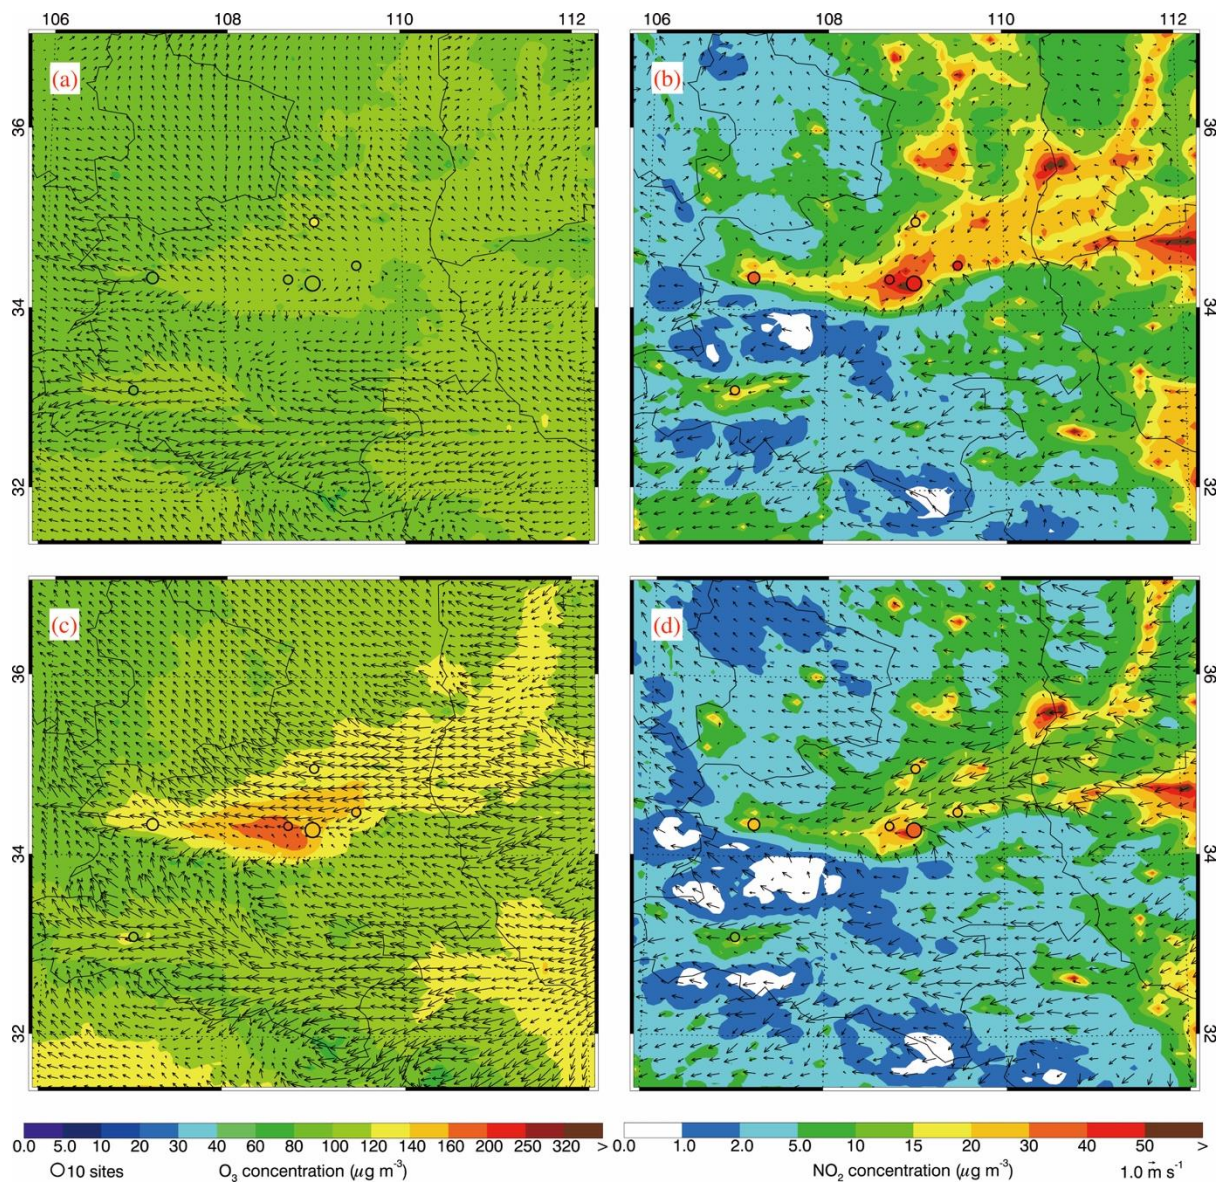 106 108 110 112 106 108 110 112
(a) (b)
36 36
34 34
32 32
(c) (d)
36 36
34 34
32 32
0.0 5.0 10 20 30 40 60 80 100 120 140 160 200 250 320 > 0.0 1.0 2.0 5.0 10 15 20 30 40 50 >
10 sites O₃ concentration (μg m⁻³) NO₂ concentration (μg m⁻³) 1.0 m s⁻¹